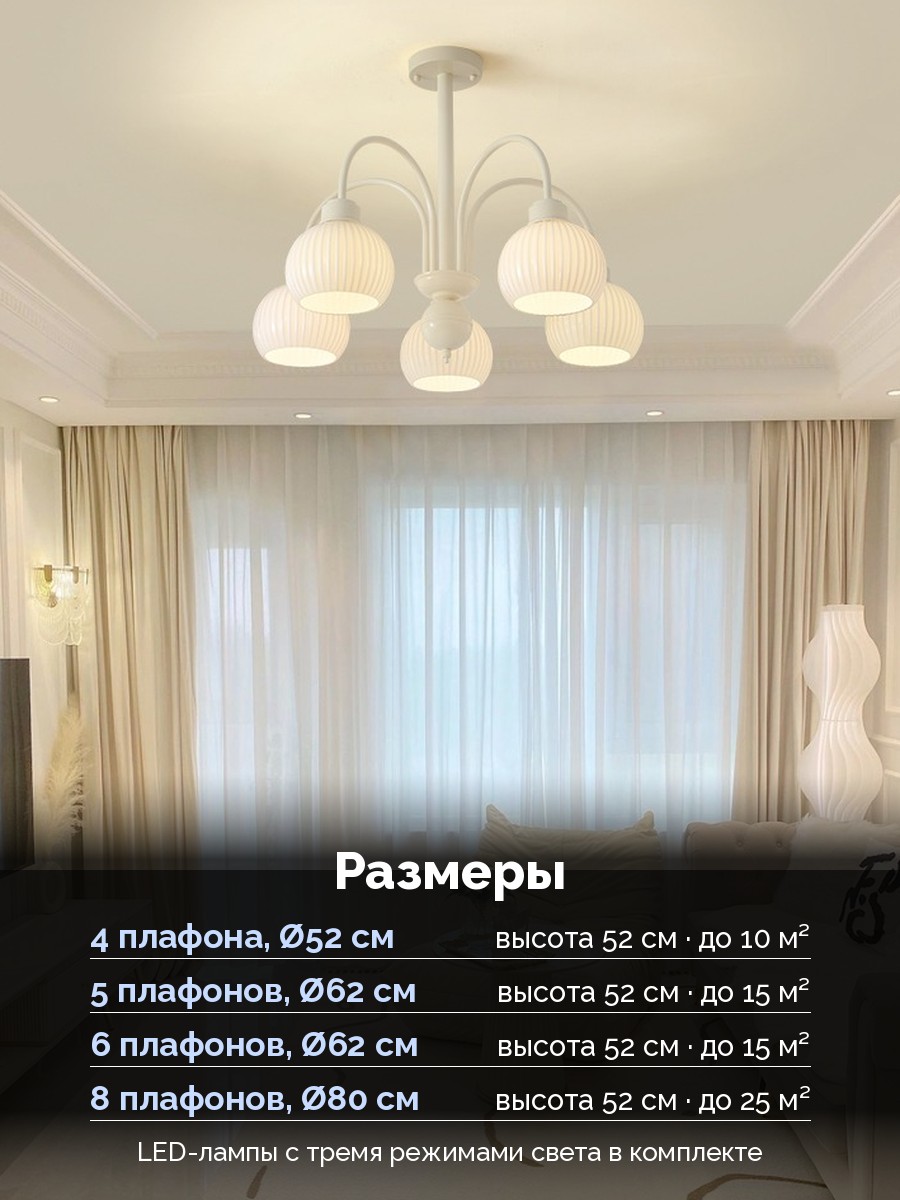 Размеры
4 плафона, Ø52 см высота 52 см · до 10 м²
5 плафонов, Ø62 см высота 52 см · до 15 м²
6 плафонов, Ø62 см высота 52 см · до 15 м²
8 плафонов, Ø80 см высота 52 см · до 25 м²
LED-лампы с тремя режимами света в комплекте